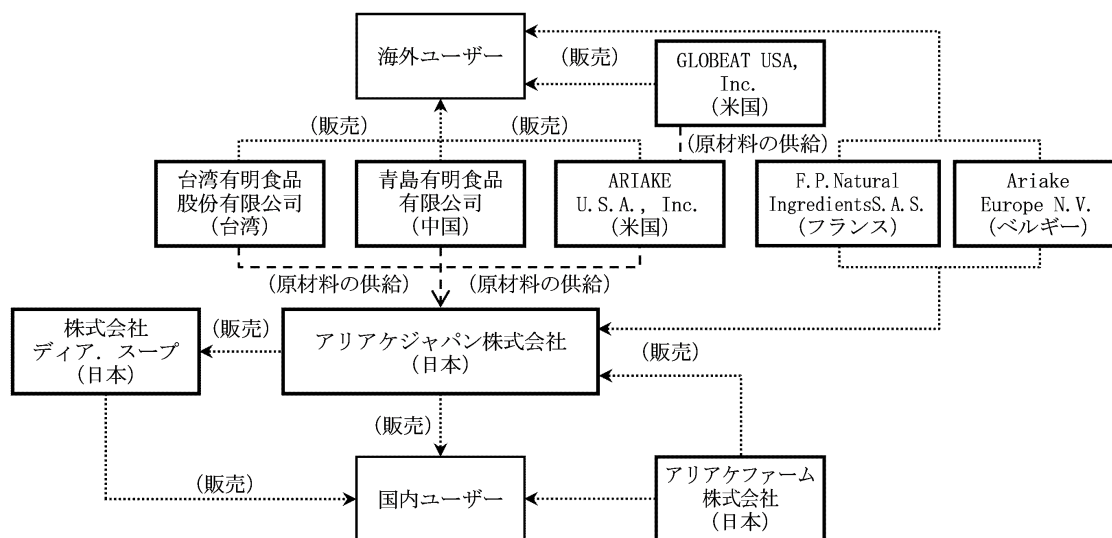 海外ユーザー
(販売)
GLOBEAT USA,
Inc.
(米国)
(販売)
(販売)
(原材料の供給)
台湾有明食品
股份有限公司
(台湾)
青島有明食品
有限公司
(中国)
ARIAKE
U.S.A., Inc.
(米国)
F.P.Natural
IngredientsS.A.S.
(フランス)
Ariake
Europe N.V.
(ベルギー)
(原材料の供給)
(原材料の供給)
株式会社
ディア．スープ
(日本)
(販売)
アリアケジャパン株式会社
(日本)
(販売)
(販売)
(販売)
国内ユーザー
アリアケファーム
株式会社
(日本)